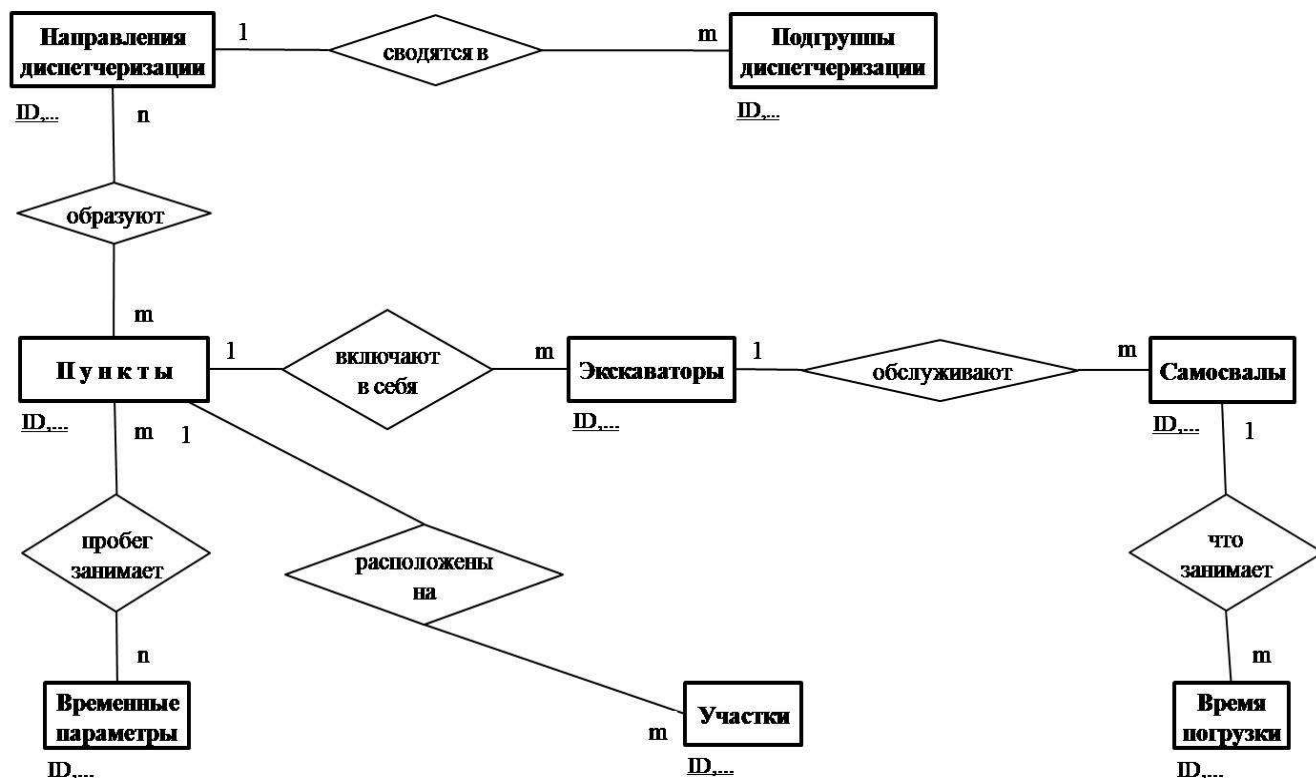 Направления
диспетчеризации
1
сводятся в
m
Подгруппы
диспетчеризации
ID,...
n
ID,...
образуют
m
П у н к т ы
1
включают
в себя
m
Экскаваторы
1
обслуживают
m
Самосвалы
ID,...
m
1
ID,...
ID,...
1
пробег
занимает
расположены
на
что
занимает
n
m
Временные
параметры
m
Участки
Время
погрузки
ID,...
ID,...
ID,...